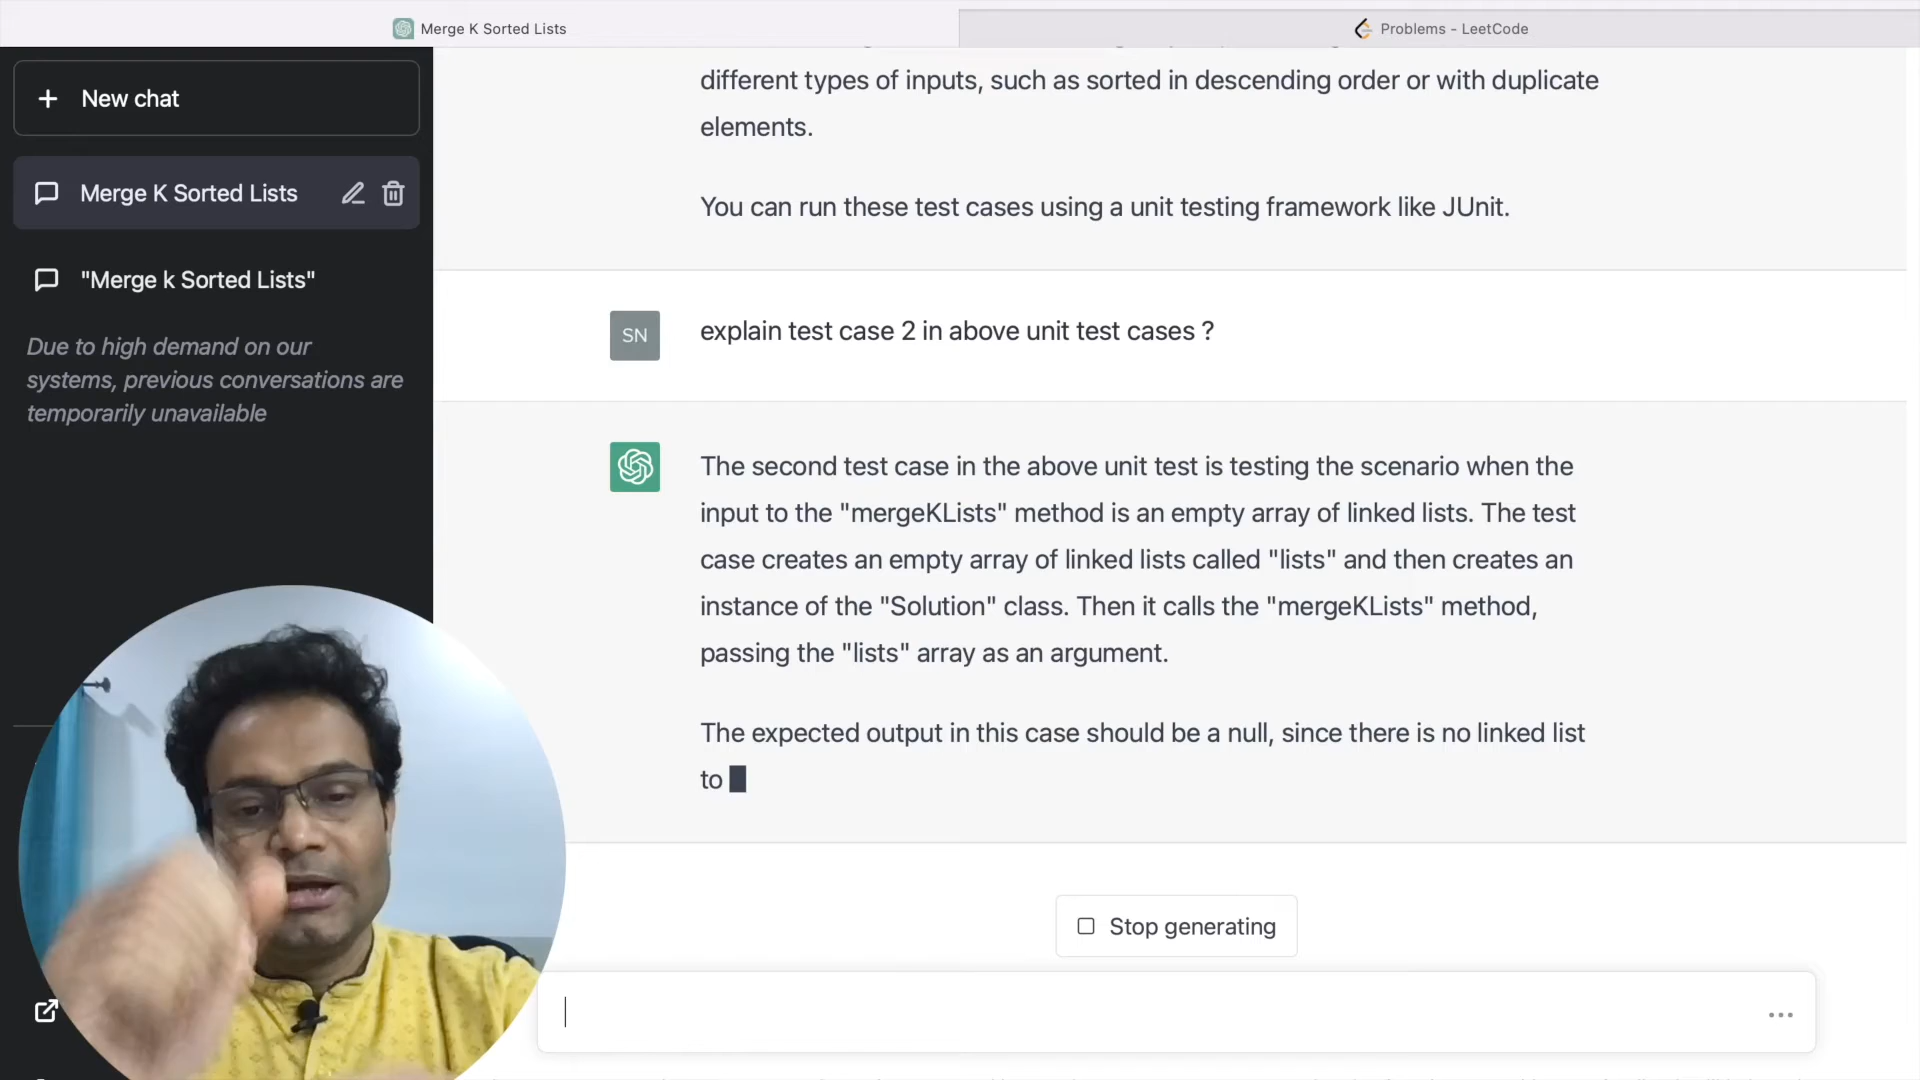 Merge K Sorted Lists
Problems - LeetCode
New chat
Merge K Sorted Lists
"Merge k Sorted Lists"
Due to high demand on our
systems, previous conversations are
temporarily unavailable
different types of inputs, such as sorted in descending order or with duplicate
elements.
You can run these test cases using a unit testing framework like JUnit.
SN
explain test case 2 in above unit test cases ?
The second test case in the above unit test is testing the scenario when the
input to the "mergeKLists" method is an empty array of linked lists. The test
case creates an empty array of linked lists called "lists" and then creates an
instance of the "Solution" class. Then it calls the "mergeKLists" method,
passing the "lists" array as an argument.
The expected output in this case should be a null, since there is no linked list
to
Stop generating